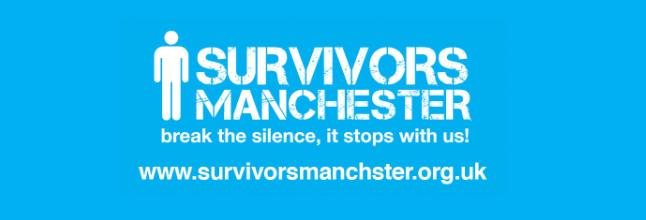 SURVIVORS
MANCHESTER
break the silence, it stops with us!
www.survivorsmanchster.org.uk